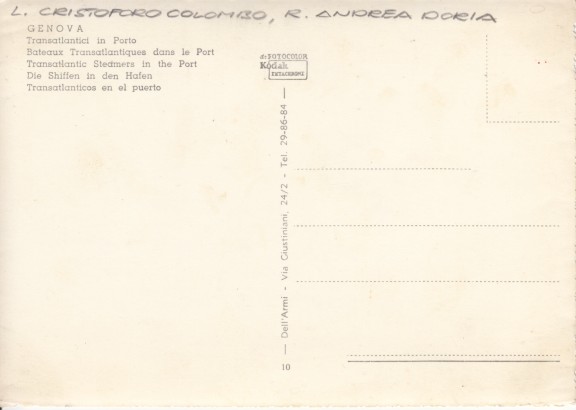 L. CRISTOFORO COLOMBO, R. ANDREA DORIA
GENOVA
Transatlantici in Porto
Bateaux Transatlantiques dans le Port
Transatlantic Steamers in the Port
Die Shiffen in den Hafen
Transatlanticos en el puerto
FOTOCOLOR
Kodak
EKTACHROME
— Dell'Armi - Via Giustiniani, 24/2 - Tel. 29-86-84 —
10